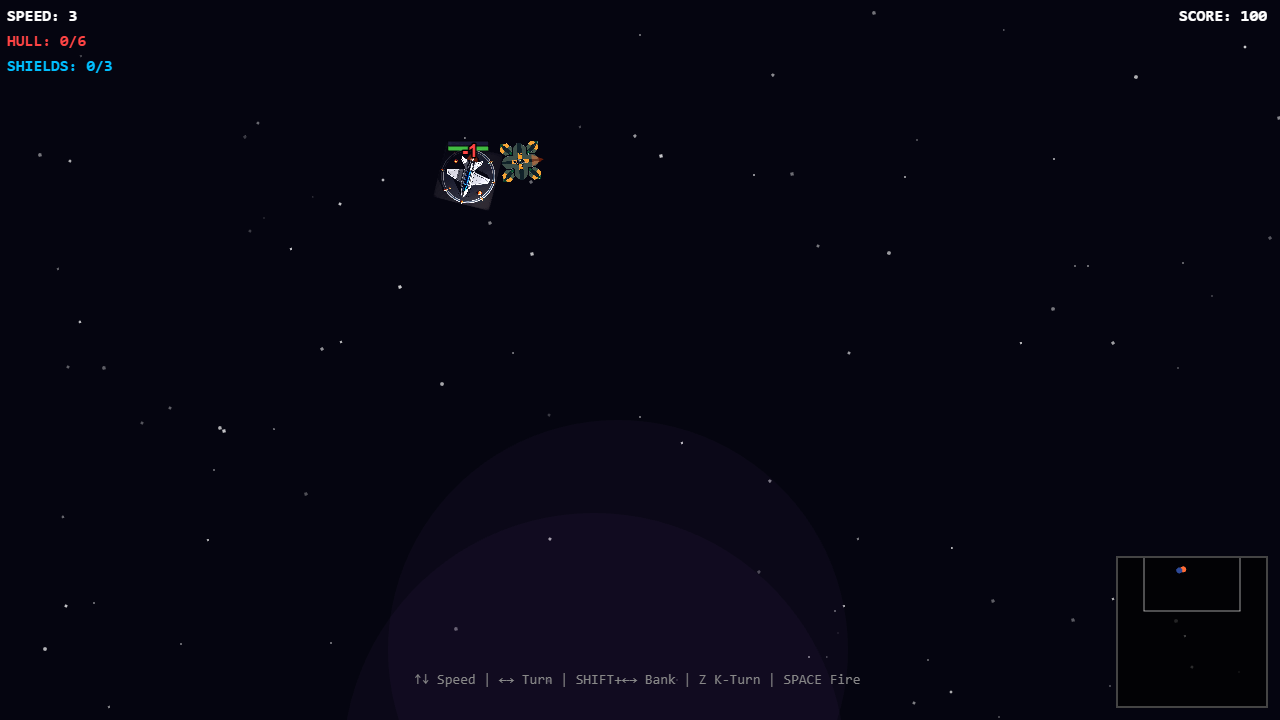 SPEED: 3
SCORE: 100
HULL: 0/6
SHIELDS: 0/3
-1
↑↓ Speed | ↔ Turn | SHIFT+↔ Bank | Z K-Turn | SPACE Fire